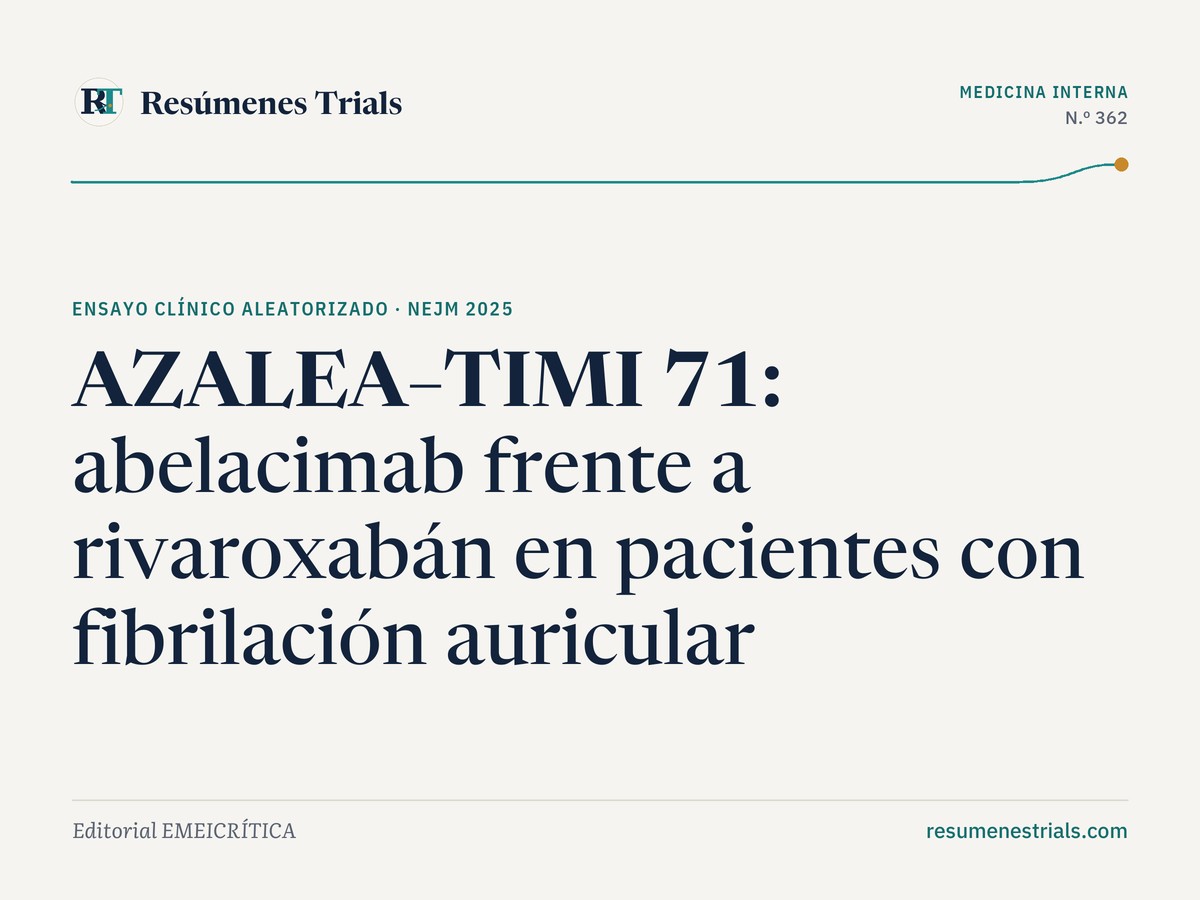 RT Resúmenes Trials
MEDICINA INTERNA
N.º 362
ENSAYO CLÍNICO ALEATORIZADO · NEJM 2025
AZALEA–TIMI 71:
abelacimab frente a
rivaroxabán en pacientes con
fibrilación auricular
Editorial EMEICRÍTICA
resumenestrials.com